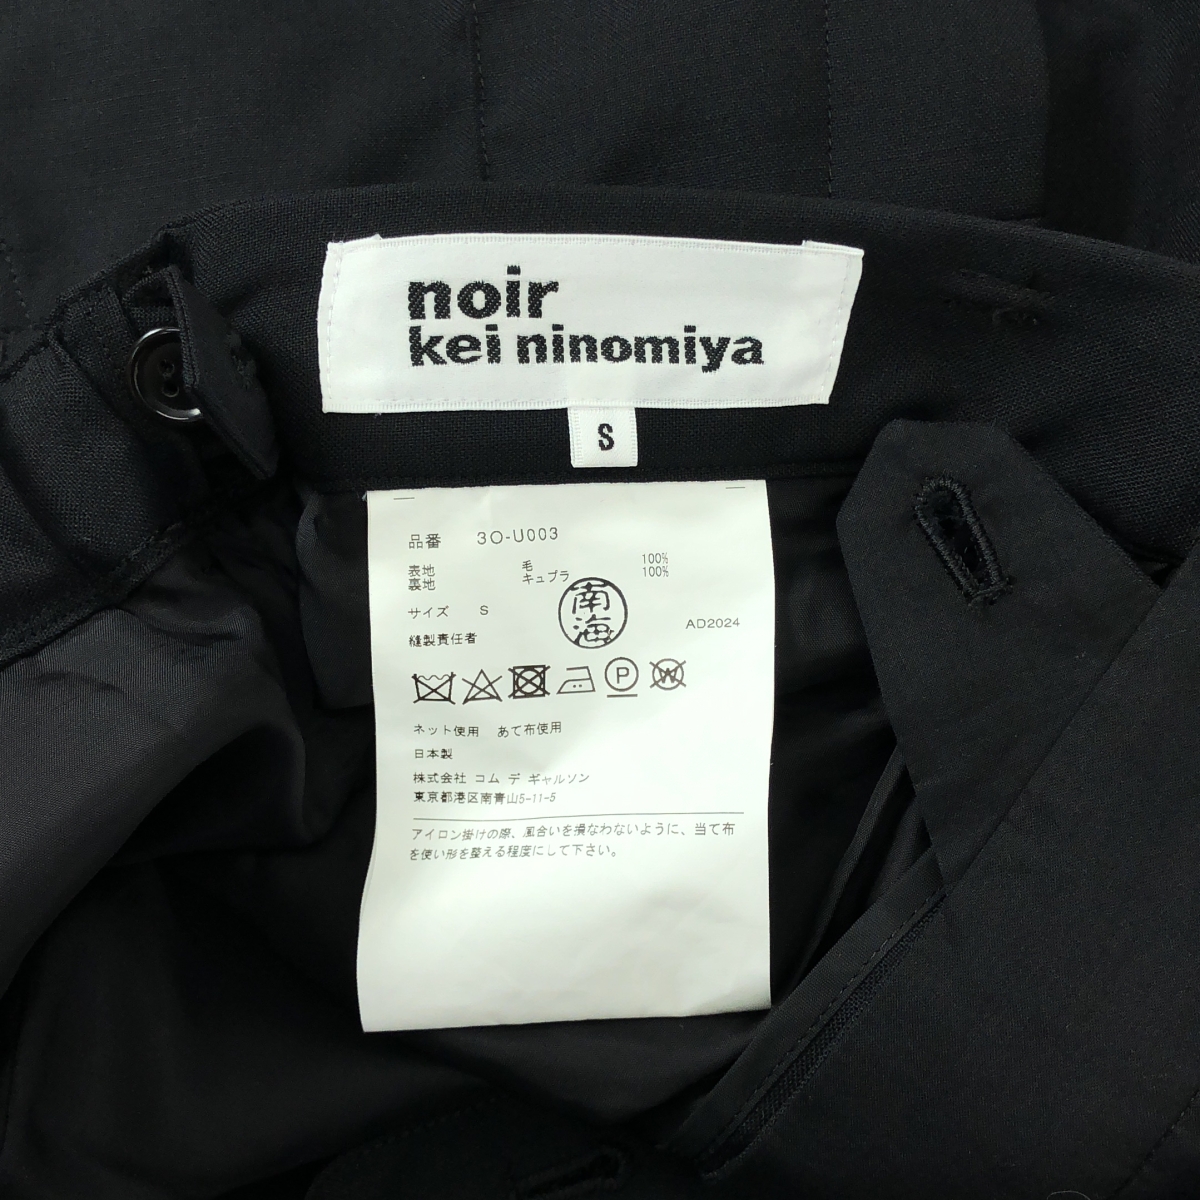 noir
kei ninomiya
S
品番 3O-U003
表地 毛 100%
裏地 キュプラ 100%
サイズ S
縫製責任者 南海 AD2024
P W
ネット使用 あて布使用
日本製
株式会社 コム デ ギャルソン
東京都港区南青山5-11-5
アイロン掛けの際、風合いを損なわないように、当て布
を使い形を整える程度にして下さい。